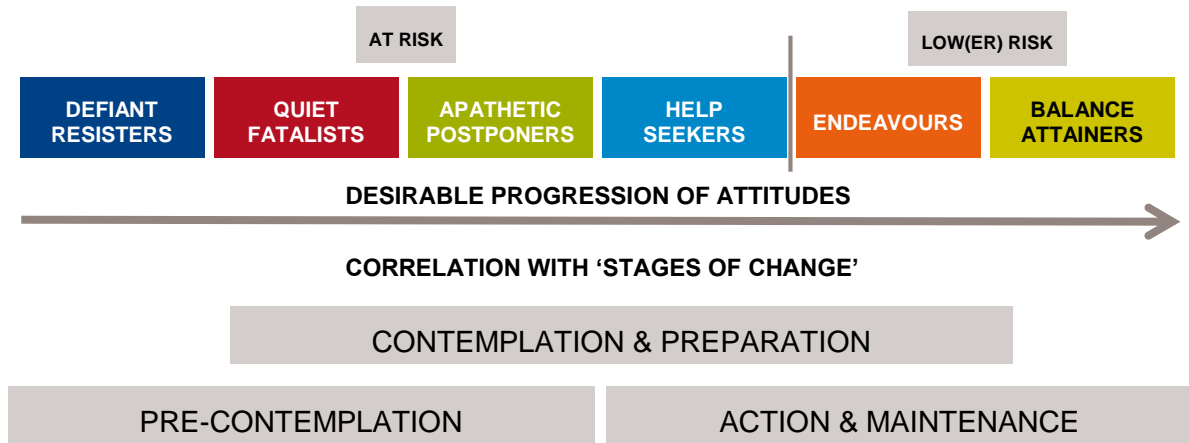 AT RISK
LOW(ER) RISK
DEFIANT
RESISTERS
QUIET
FATALISTS
APATHETIC
POSTPONERS
HELP
SEEKERS
ENDEAVOURS
BALANCE
ATTAINERS
DESIRABLE PROGRESSION OF ATTITUDES
CORRELATION WITH ‘STAGES OF CHANGE’
CONTEMPLATION & PREPARATION
PRE-CONTEMPLATION
ACTION & MAINTENANCE